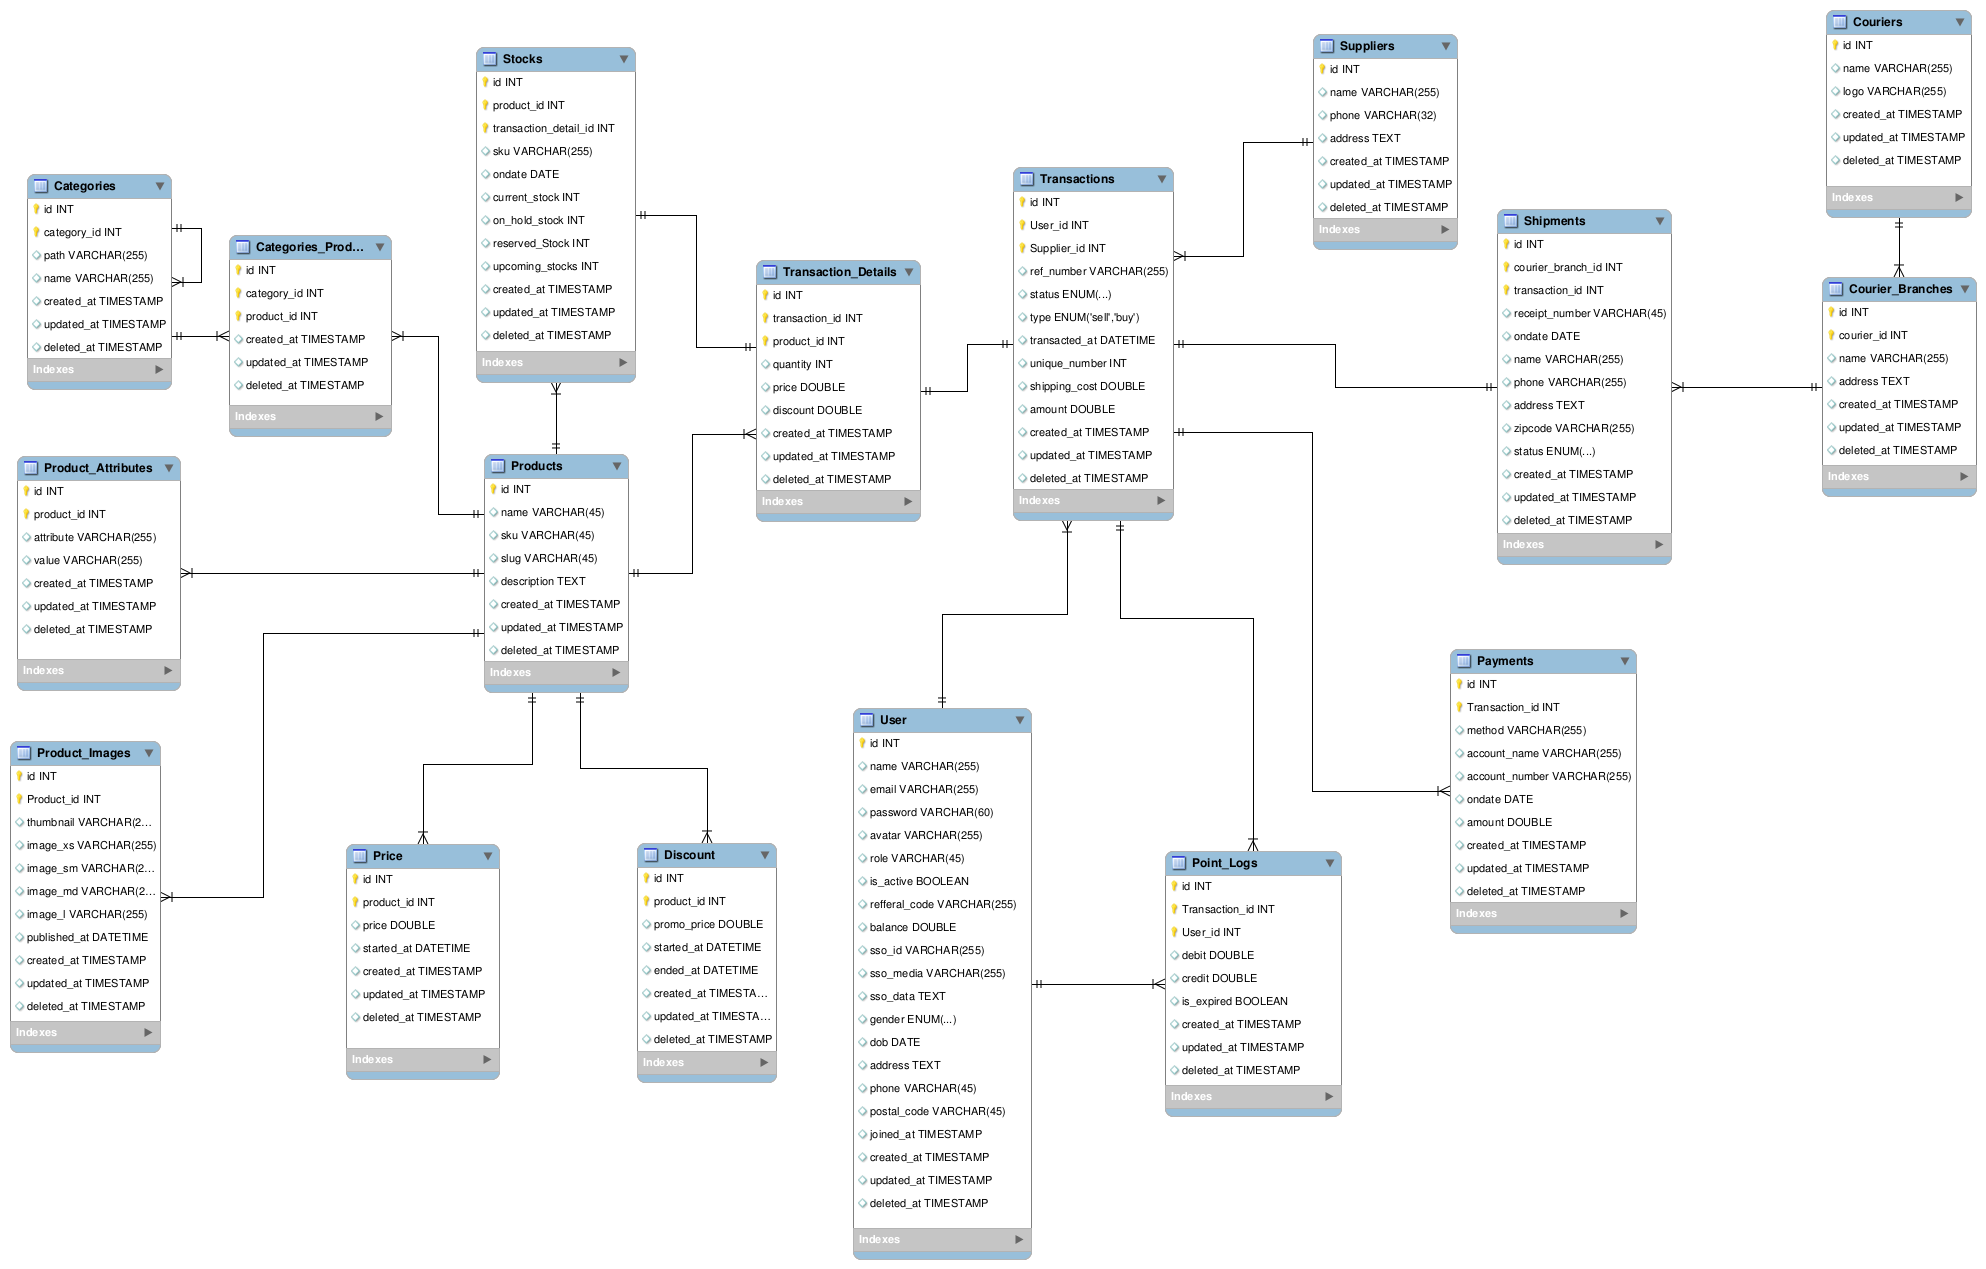 Stocks
id INT
product_id INT
transaction_detail_id INT
sku VARCHAR(255)
ondate DATE
current_stock INT
on_hold_stock INT
reserved_Stock INT
upcoming_stocks INT
created_at TIMESTAMP
updated_at TIMESTAMP
deleted_at TIMESTAMP
Indexes
Suppliers
id INT
name VARCHAR(255)
phone VARCHAR(32)
address TEXT
created_at TIMESTAMP
updated_at TIMESTAMP
deleted_at TIMESTAMP
Indexes
Couriers
id INT
name VARCHAR(255)
logo VARCHAR(255)
created_at TIMESTAMP
updated_at TIMESTAMP
deleted_at TIMESTAMP
Indexes
Categories
id INT
category_id INT
path VARCHAR(255)
name VARCHAR(255)
created_at TIMESTAMP
updated_at TIMESTAMP
deleted_at TIMESTAMP
Indexes
Categories_Prod...
id INT
category_id INT
product_id INT
created_at TIMESTAMP
updated_at TIMESTAMP
deleted_at TIMESTAMP
Indexes
Transaction_Details
id INT
transaction_id INT
product_id INT
quantity INT
price DOUBLE
discount DOUBLE
created_at TIMESTAMP
updated_at TIMESTAMP
deleted_at TIMESTAMP
Indexes
Transactions
id INT
User_id INT
Supplier_id INT
ref_number VARCHAR(255)
status ENUM(...)
type ENUM('sell','buy')
transacted_at DATETIME
unique_number INT
shipping_cost DOUBLE
amount DOUBLE
created_at TIMESTAMP
updated_at TIMESTAMP
deleted_at TIMESTAMP
Indexes
Shipments
id INT
courier_branch_id INT
transaction_id INT
receipt_number VARCHAR(45)
ondate DATE
name VARCHAR(255)
phone VARCHAR(255)
address TEXT
zipcode VARCHAR(255)
status ENUM(...)
created_at TIMESTAMP
updated_at TIMESTAMP
deleted_at TIMESTAMP
Indexes
Courier_Branches
id INT
courier_id INT
name VARCHAR(255)
address TEXT
created_at TIMESTAMP
updated_at TIMESTAMP
deleted_at TIMESTAMP
Indexes
Product_Attributes
id INT
product_id INT
attribute VARCHAR(255)
value VARCHAR(255)
created_at TIMESTAMP
updated_at TIMESTAMP
deleted_at TIMESTAMP
Indexes
Products
id INT
name VARCHAR(45)
sku VARCHAR(45)
slug VARCHAR(45)
description TEXT
created_at TIMESTAMP
updated_at TIMESTAMP
deleted_at TIMESTAMP
Indexes
Product_Images
id INT
Product_id INT
thumbnail VARCHAR(2...
image_xs VARCHAR(255)
image_sm VARCHAR(2...
image_md VARCHAR(2...
image_l VARCHAR(255)
published_at DATETIME
created_at TIMESTAMP
updated_at TIMESTAMP
deleted_at TIMESTAMP
Indexes
Price
id INT
product_id INT
price DOUBLE
started_at DATETIME
created_at TIMESTAMP
updated_at TIMESTAMP
deleted_at TIMESTAMP
Indexes
Discount
id INT
product_id INT
promo_price DOUBLE
started_at DATETIME
ended_at DATETIME
created_at TIMESTA...
updated_at TIMESTA...
deleted_at TIMESTAMP
Indexes
User
id INT
name VARCHAR(255)
email VARCHAR(255)
password VARCHAR(60)
avatar VARCHAR(255)
role VARCHAR(45)
is_active BOOLEAN
refferal_code VARCHAR(255)
balance DOUBLE
sso_id VARCHAR(255)
sso_media VARCHAR(255)
sso_data TEXT
gender ENUM(...)
dob DATE
address TEXT
phone VARCHAR(45)
postal_code VARCHAR(45)
joined_at TIMESTAMP
created_at TIMESTAMP
updated_at TIMESTAMP
deleted_at TIMESTAMP
Indexes
Point_Logs
id INT
Transaction_id INT
User_id INT
debit DOUBLE
credit DOUBLE
is_expired BOOLEAN
created_at TIMESTAMP
updated_at TIMESTAMP
deleted_at TIMESTAMP
Indexes
Payments
id INT
Transaction_id INT
method VARCHAR(255)
account_name VARCHAR(255)
account_number VARCHAR(255)
ondate DATE
amount DOUBLE
created_at TIMESTAMP
updated_at TIMESTAMP
deleted_at TIMESTAMP
Indexes